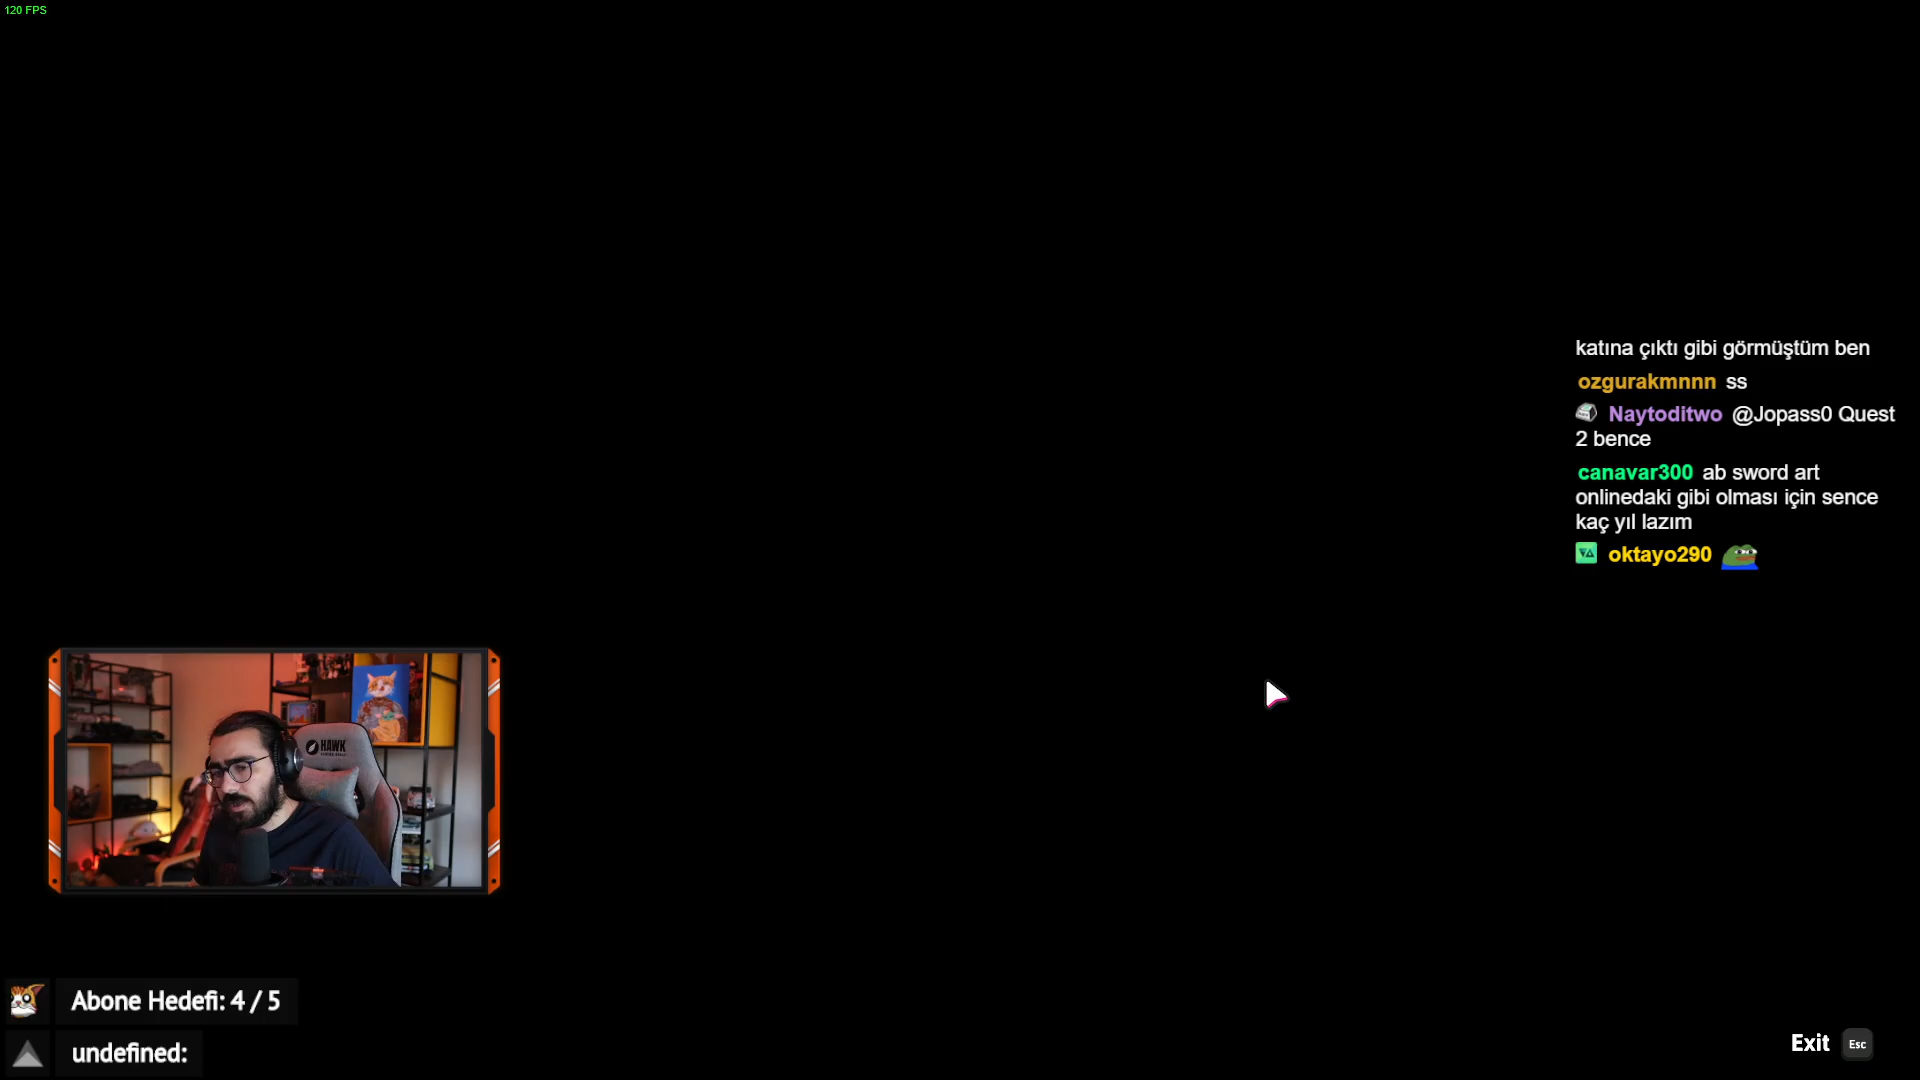 120 FPS
katına çıktı gibi görmüştüm ben
ozgurakmnnn ss
Naytoditwo @Jopass0 Quest
2 bence
canavar300 ab sword art
onlinedaki gibi olması için sence
kaç yıl lazım
oktayo290
HAWK
Abone Hedefi: 4 / 5
undefined:
Exit Esc